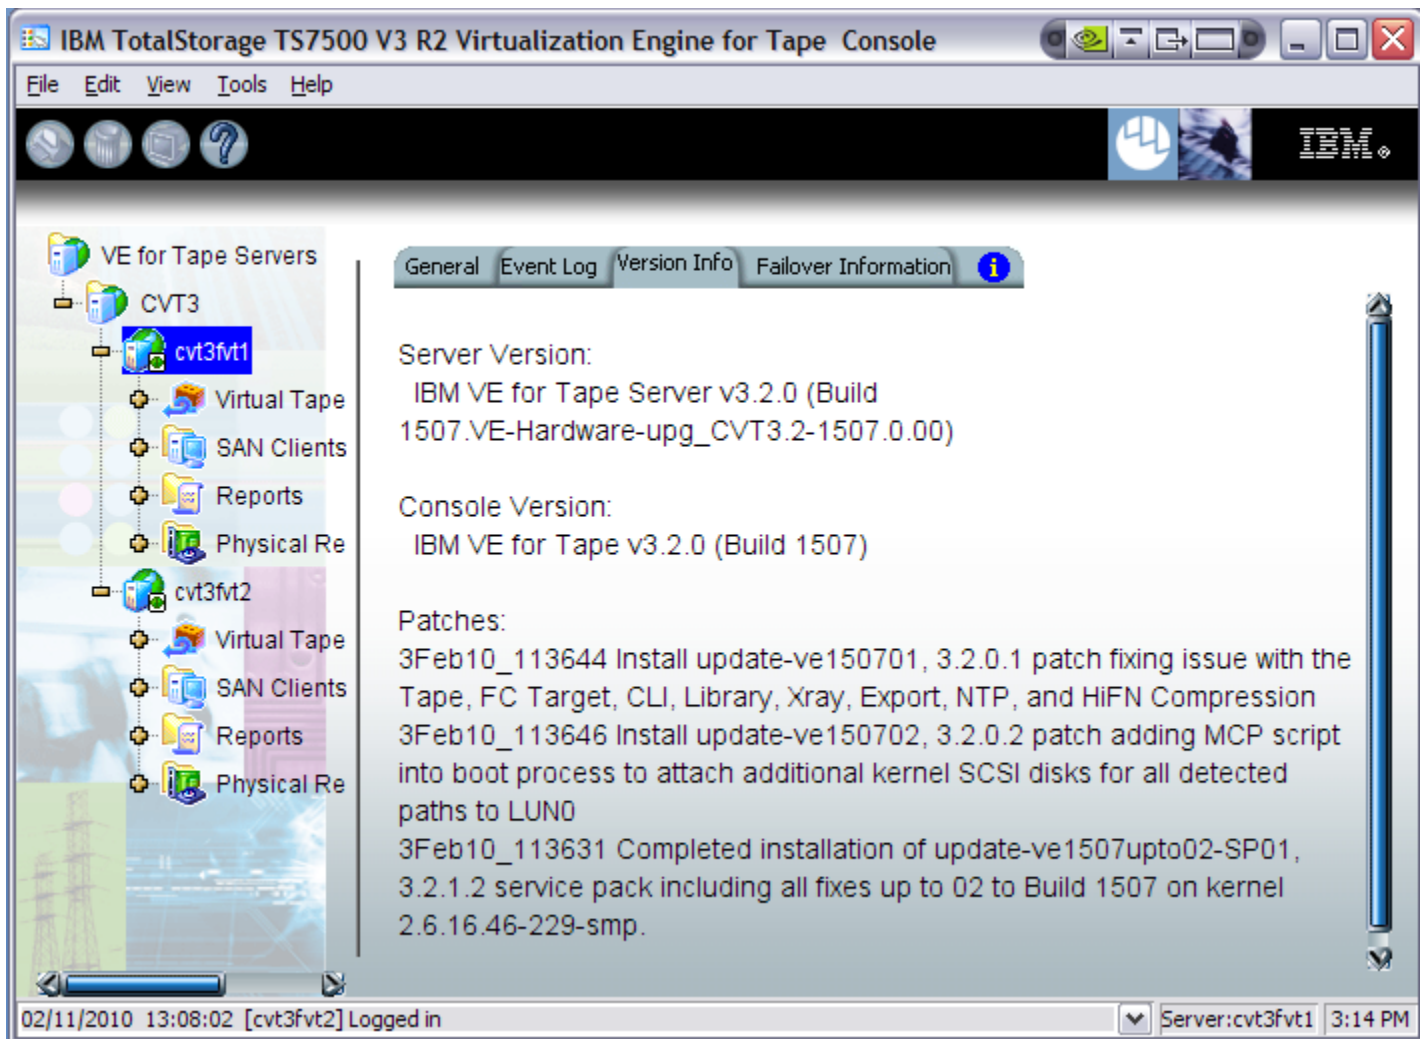 IBM TotalStorage TS7500 V3 R2 Virtualization Engine for Tape Console
File Edit View Tools Help
IBM
VE for Tape Servers
CVT3
cvt3fvt1
Virtual Tape
SAN Clients
Reports
Physical Re
cvt3fvt2
Virtual Tape
SAN Clients
Reports
Physical Re
General Event Log Version Info Failover Information i
Server Version:
IBM VE for Tape Server v3.2.0 (Build
1507.VE-Hardware-upg_CVT3.2-1507.0.00)
Console Version:
IBM VE for Tape v3.2.0 (Build 1507)
Patches:
3Feb10_113644 Install update-ve150701, 3.2.0.1 patch fixing issue with the
Tape, FC Target, CLI, Library, Xray, Export, NTP, and HiFN Compression
3Feb10_113646 Install update-ve150702, 3.2.0.2 patch adding MCP script
into boot process to attach additional kernel SCSI disks for all detected
paths to LUN0
3Feb10_113631 Completed installation of update-ve1507upto02-SP01,
3.2.1.2 service pack including all fixes up to 02 to Build 1507 on kernel
2.6.16.46-229-smp.
02/11/2010 13:08:02 [cvt3fvt2] Logged in
Server:cvt3fvt1 3:14 PM